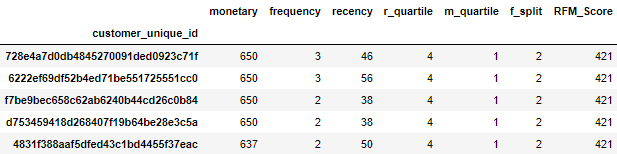 monetary frequency recency r_quartile m_quartile f_split RFM_Score
customer_unique_id
728e4a7d0db4845270091ded0923c71f 650 3 46 4 1 2 421
6222ef69df52b4ed71be551725551cc0 650 3 56 4 1 2 421
f7be9bec658c62ab6240b44cd26c0b84 650 2 38 4 1 2 421
d753459418d268407f19b64be28e3c5a 650 2 38 4 1 2 421
4831f388aaf5dfed43c1bd4455f37eac 637 2 50 4 1 2 421